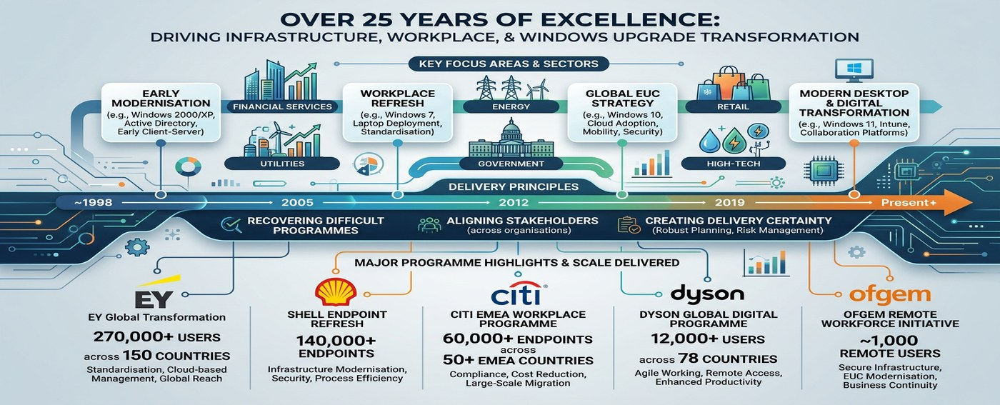 OVER 25 YEARS OF EXCELLENCE:
DRIVING INFRASTRUCTURE, WORKPLACE, & WINDOWS UPGRADE TRANSFORMATION
KEY FOCUS AREAS & SECTORS
EARLY
MODERNISATION
(e.g., Windows 2000/XP,
Active Directory,
Early Client-Server)
FINANCIAL SERVICES
UTILITIES
WORKPLACE
REFRESH
(e.g., Windows 7,
Laptop Deployment,
Standardisation)
ENERGY
GOVERNMENT
GLOBAL EUC
STRATEGY
(e.g., Windows 10,
Cloud Adoption,
Mobility, Security)
RETAIL
HIGH-TECH
MODERN DESKTOP
& DIGITAL
TRANSFORMATION
(e.g., Windows 11, Intune,
Collaboration Platforms)
DELIVERY PRINCIPLES
~1998
2005
2012
2019
Present+
RECOVERING DIFFICULT
PROGRAMMES
ALIGNING STAKEHOLDERS
(across organisations)
CREATING DELIVERY CERTAINTY
(Robust Planning, Risk Management)
MAJOR PROGRAMME HIGHLIGHTS & SCALE DELIVERED
EY
EY Global Transformation
270,000+ USERS
across 150 COUNTRIES
Standardisation, Cloud-based
Management, Global Reach
SHELL ENDPOINT
REFRESH
140,000+
ENDPOINTS
Infrastructure Modernisation,
Security, Process Efficiency
citi®
CITI EMEA WORKPLACE
PROGRAMME
60,000+ ENDPOINTS
across
50+ EMEA COUNTRIES
Compliance, Cost Reduction,
Large-Scale Migration
dyson
DYSON GLOBAL DIGITAL
PROGRAMME
12,000+ USERS
across 78 COUNTRIES
Agile Working, Remote Access,
Enhanced Productivity
ofgem
OFGEM REMOTE
WORKFORCE INITIATIVE
~1,000
REMOTE USERS
Secure Infrastructure,
EUC Modernisation,
Business Continuity